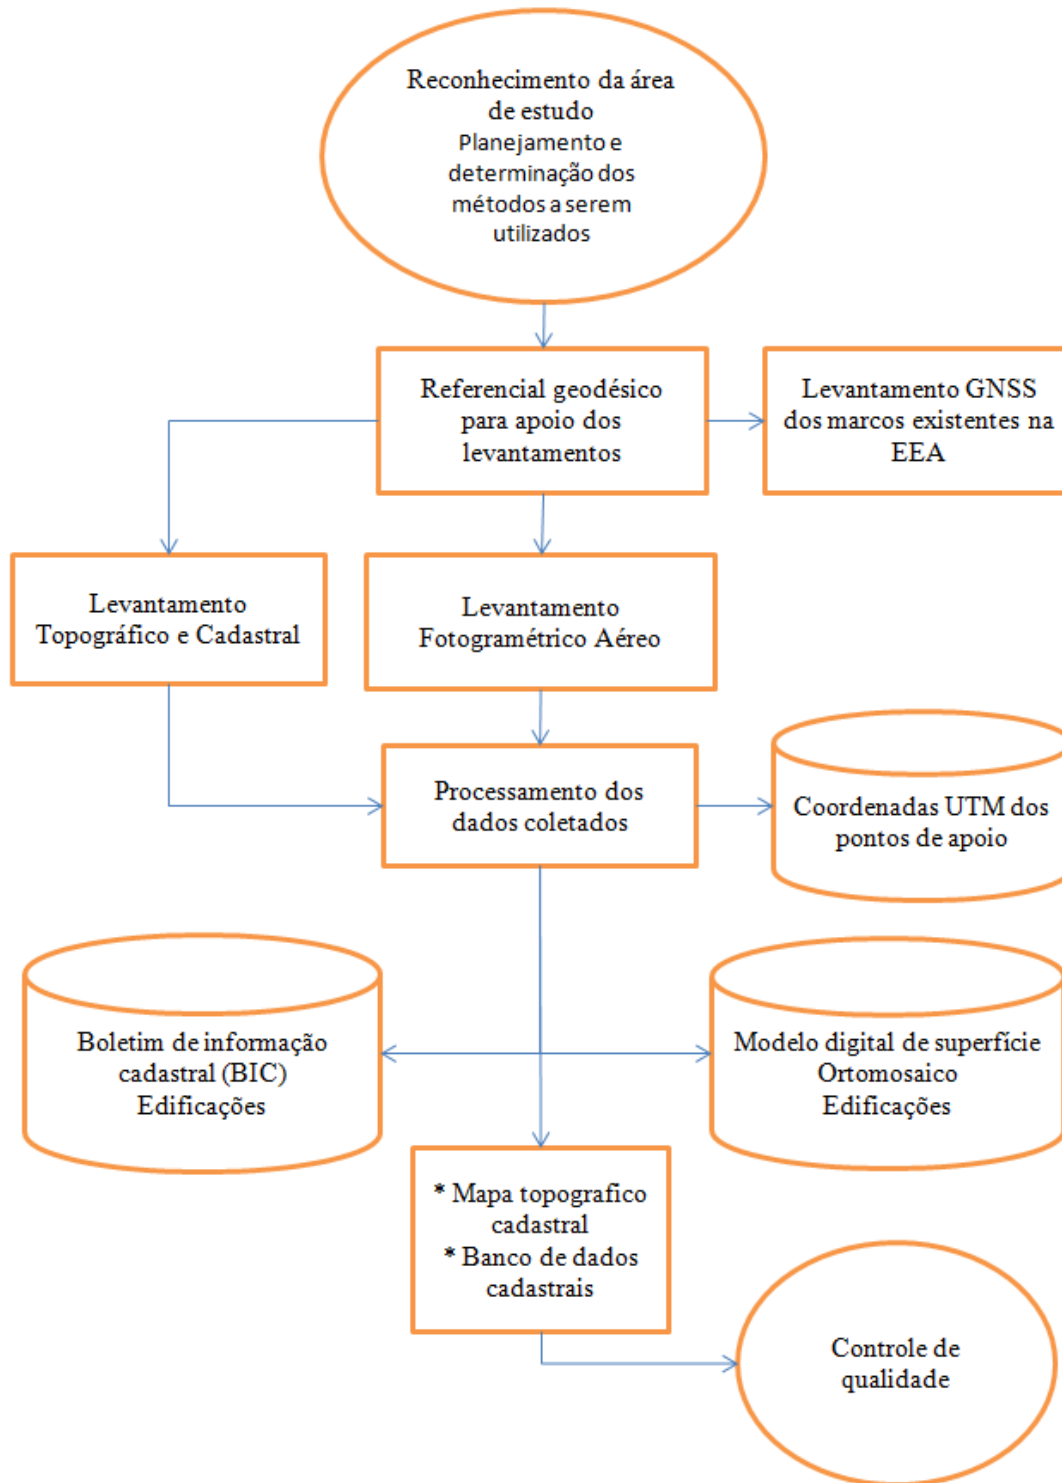 Reconhecimento da área
de estudo
Planejamento e
determinação dos
métodos a serem
utilizados
Referencial geodésico
para apoio dos
levantamentos
Levantamento GNSS
dos marcos existentes na
EEA
Levantamento
Topográfico e Cadastral
Levantamento
Fotogramétrico Aéreo
Processamento dos
dados coletados
Coordenadas UTM dos
pontos de apoio
Boletim de informação
cadastral (BIC)
Edificações
Modelo digital de superfície
Ortomosaico
Edificações
* Mapa topografico
cadastral
* Banco de dados
cadastrais
Controle de
qualidade